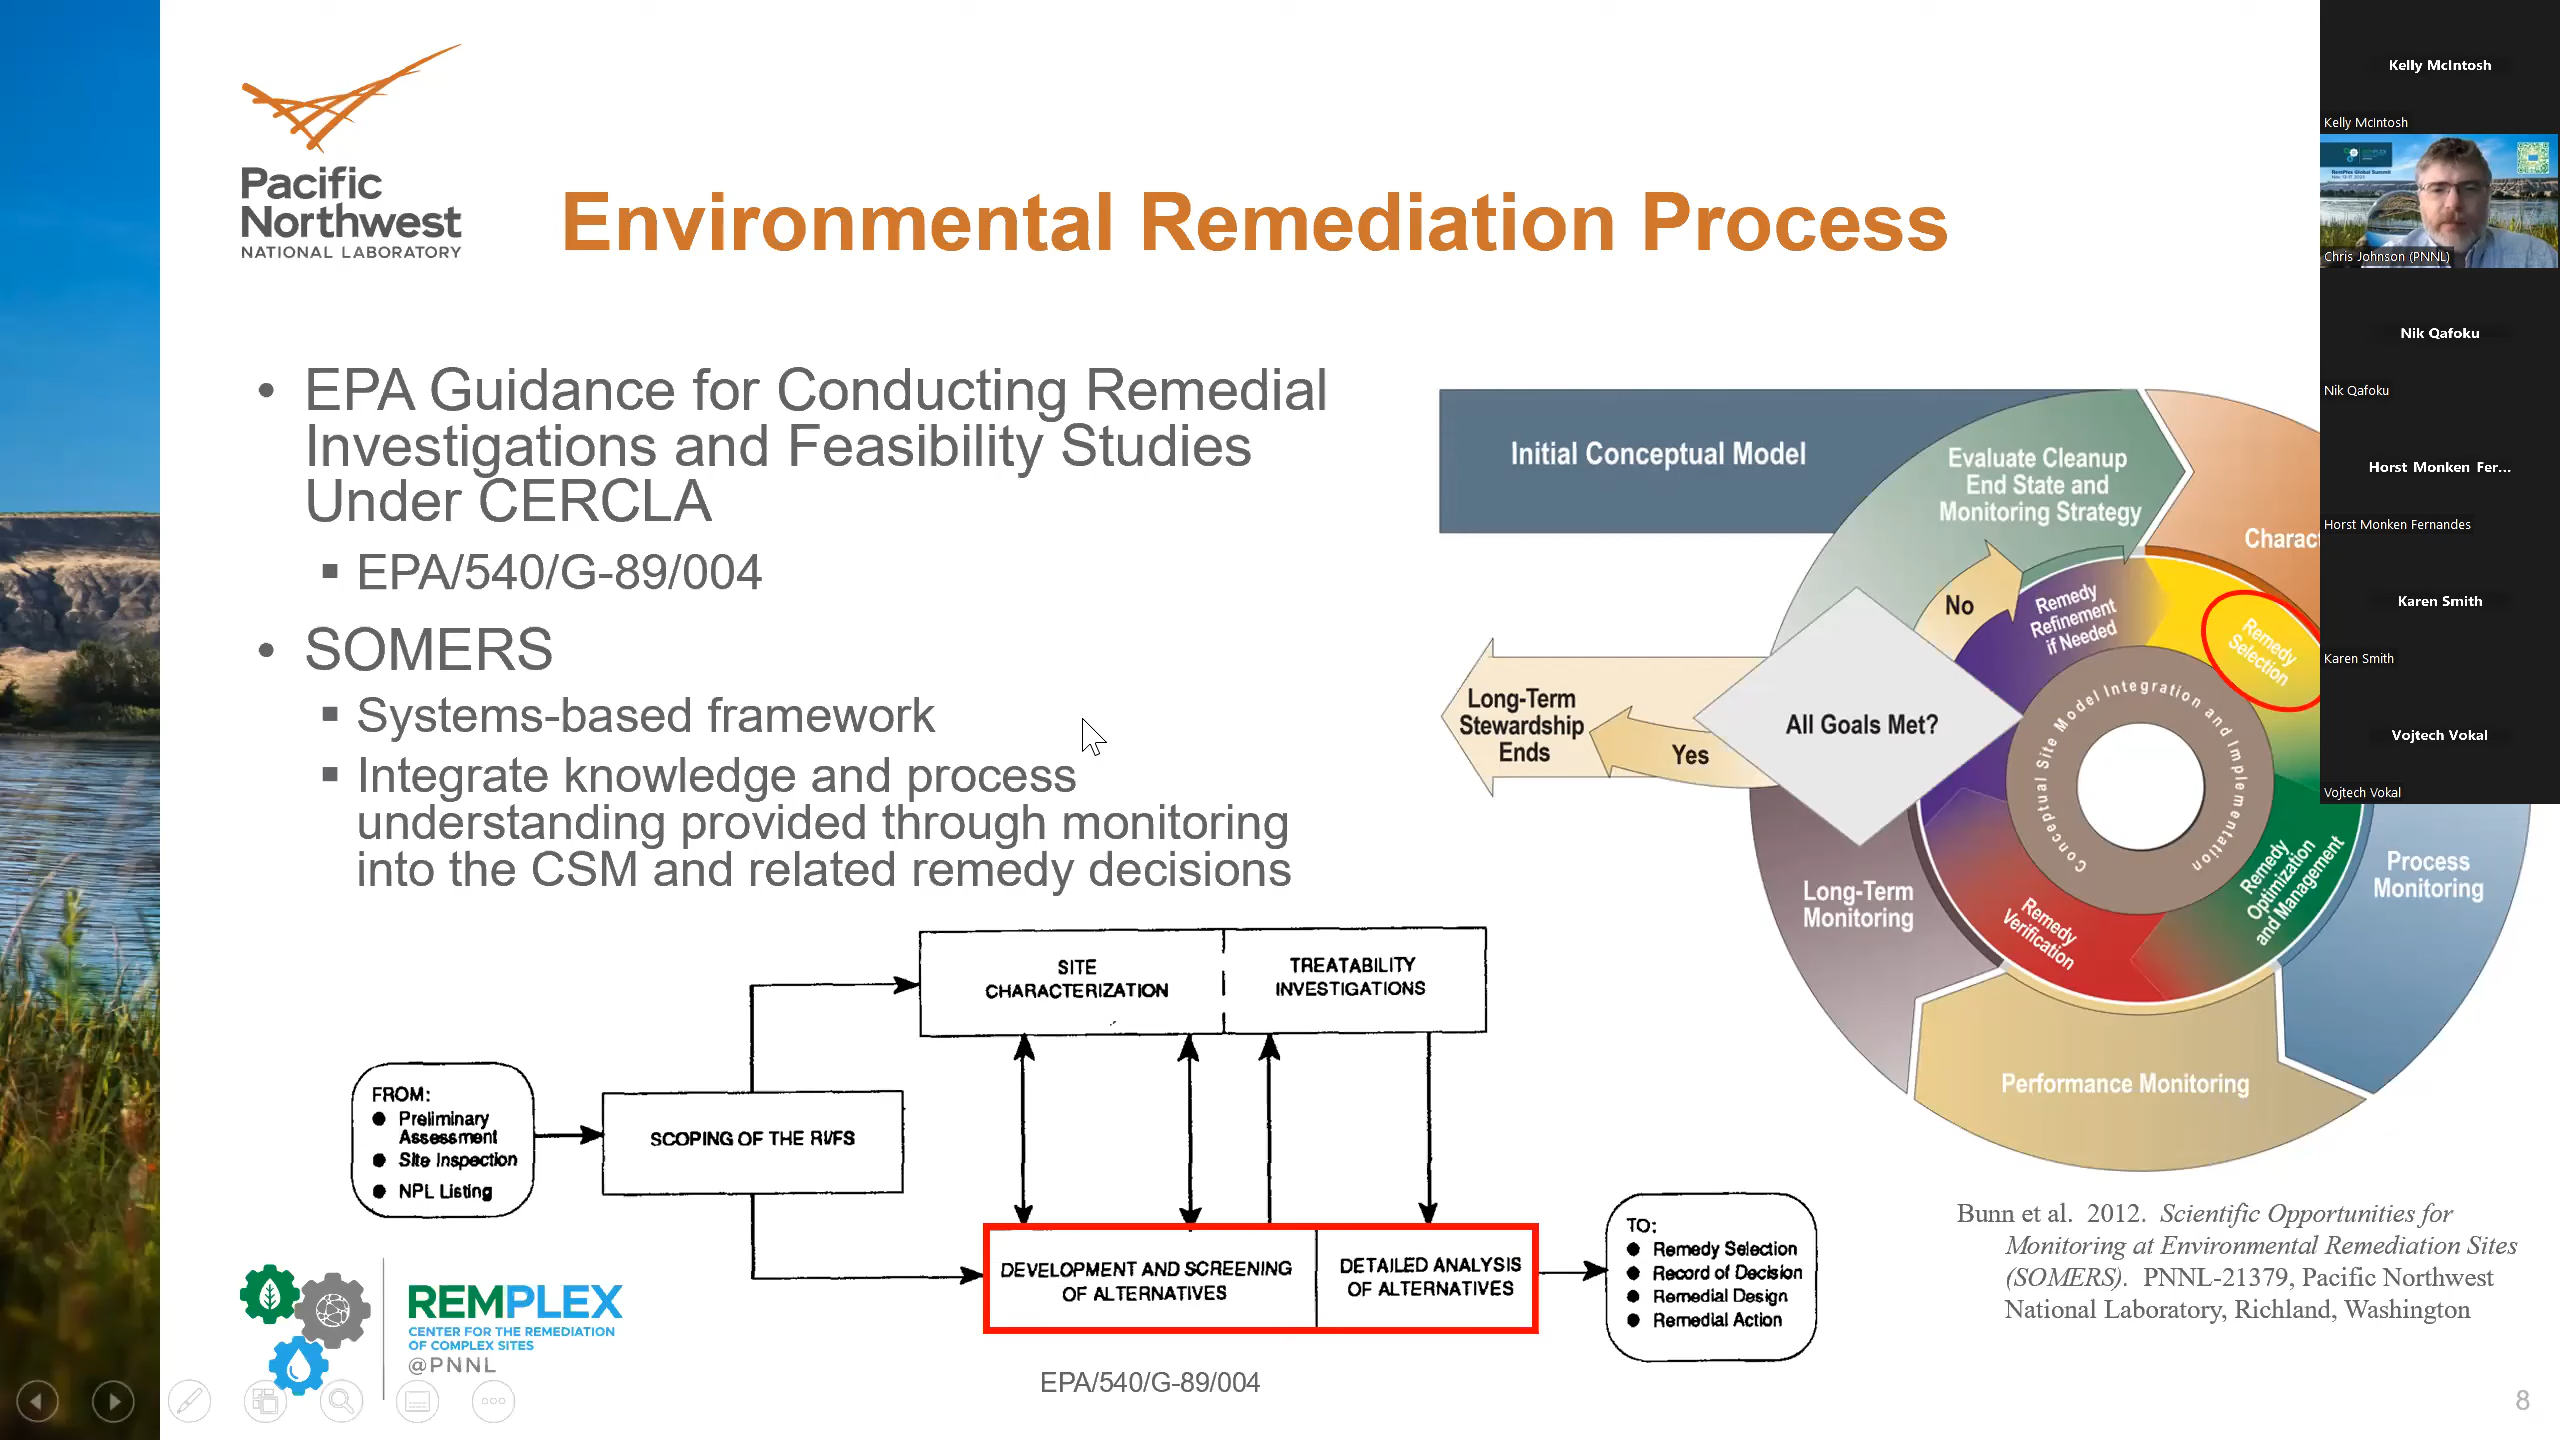 Pacific
Northwest
NATIONAL LABORATORY
Environmental Remediation Process
• EPA Guidance for Conducting Remedial
Investigations and Feasibility Studies
Under CERCLA
▪ EPA/540/G-89/004
• SOMERS
▪ Systems-based framework
▪ Integrate knowledge and process
understanding provided through monitoring
into the CSM and related remedy decisions
Initial Conceptual Model
Evaluate Cleanup
End State and
Monitoring Strategy
Charac
No
Remedy
Refinement
if Needed
Remedy
Selection
Long-Term
Stewardship
Ends
Yes
All Goals Met?
Conceptual Site Model Integration and Implementation
Remedy
Optimization
and Management
Process
Monitoring
Long-Term
Monitoring
Remedy
Verification
Performance Monitoring
SITE
CHARACTERIZATION
TREATABILITY
INVESTIGATIONS
FROM:
● Preliminary
Assessment
● Site Inspection
● NPL Listing
SCOPING OF THE RI/FS
DEVELOPMENT AND SCREENING
OF ALTERNATIVES
DETAILED ANALYSIS
OF ALTERNATIVES
TO:
● Remedy Selection
● Record of Decision
● Remedial Design
● Remedial Action
EPA/540/G-89/004
Bunn et al. 2012. Scientific Opportunities for
Monitoring at Environmental Remediation Sites
(SOMERS). PNNL-21379, Pacific Northwest
National Laboratory, Richland, Washington
REMPLEX
CENTER FOR THE REMEDIATION
OF COMPLEX SITES
@PNNL
8
Kelly McIntosh
Kelly McIntosh
REMPLEX
RemPlex Global Summit
Chris Johnson (PNNL)
Nik Qafoku
Nik Qafoku
Horst Monken Fer...
Horst Monken Fernandes
Karen Smith
Karen Smith
Vojtech Vokal
Vojtech Vokal